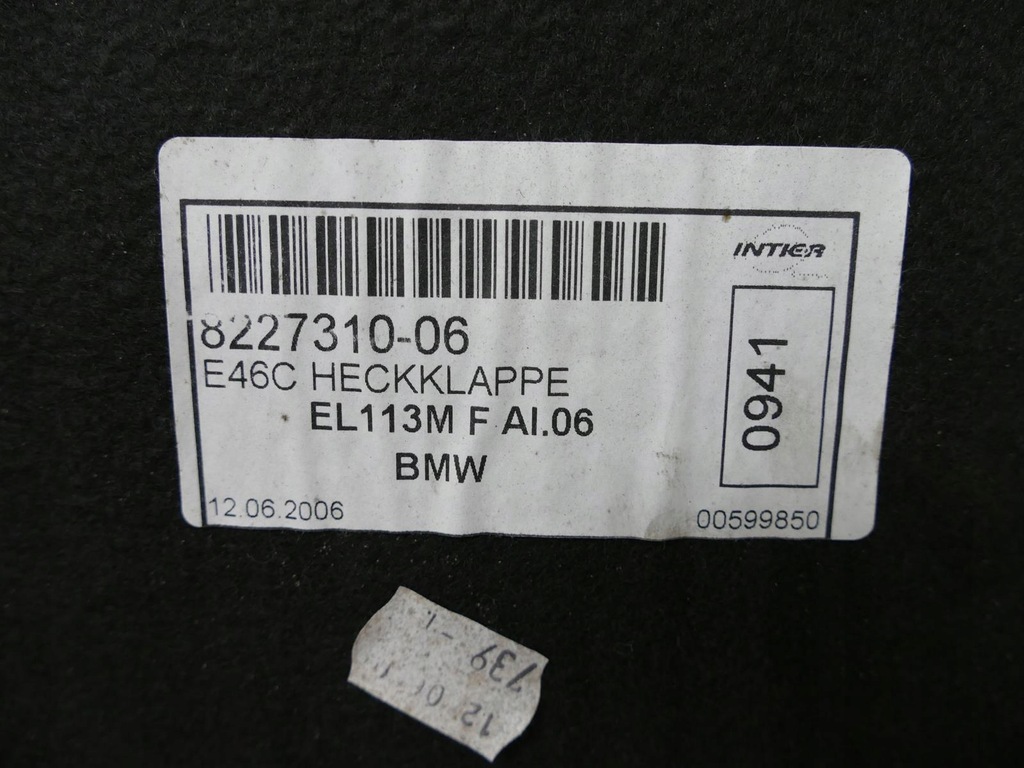 INTIER
8227310-06
E46C HECKKLAPPE
EL113M F AI.06
BMW
0941
12.06.2006
00599850
739